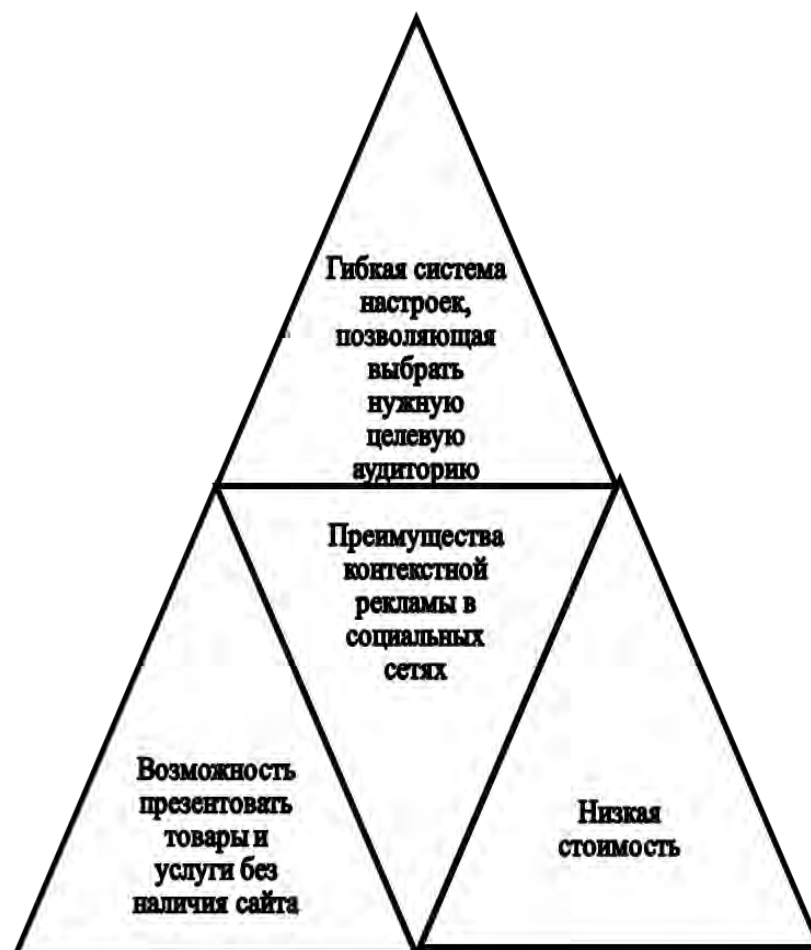 Гибкая система
настроек,
позволяющая
выбрать
нужную
целевую
аудиторию
Преимущества
контекстной
рекламы в
социальных
сетях
Возможность
презентовать
товары и
услуги без
наличия сайта
Низкая
стоимость